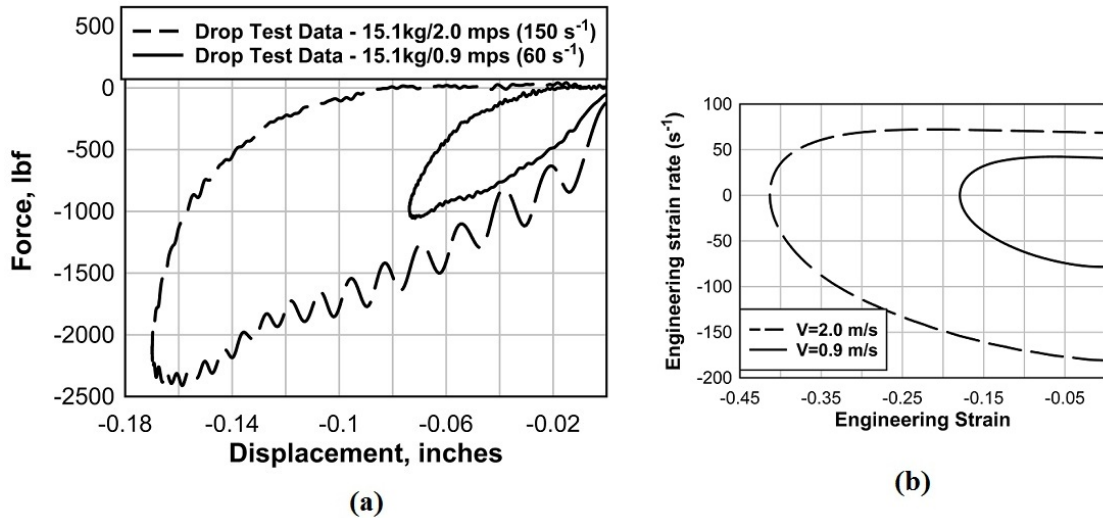 Drop Test Data - 15.1kg/2.0 mps (150 s⁻¹)
Drop Test Data - 15.1kg/0.9 mps (60 s⁻¹)
500
0
-500
-1000
-1500
-2000
-2500
Force, lbf
-0.18 -0.14 -0.1 -0.06 -0.02
Displacement, inches
(a)
100
50
0
-50
-100
-150
-200
Engineering strain rate (s⁻¹)
V=2.0 m/s
V=0.9 m/s
-0.45 -0.35 -0.25 -0.15 -0.05
Engineering Strain
(b)